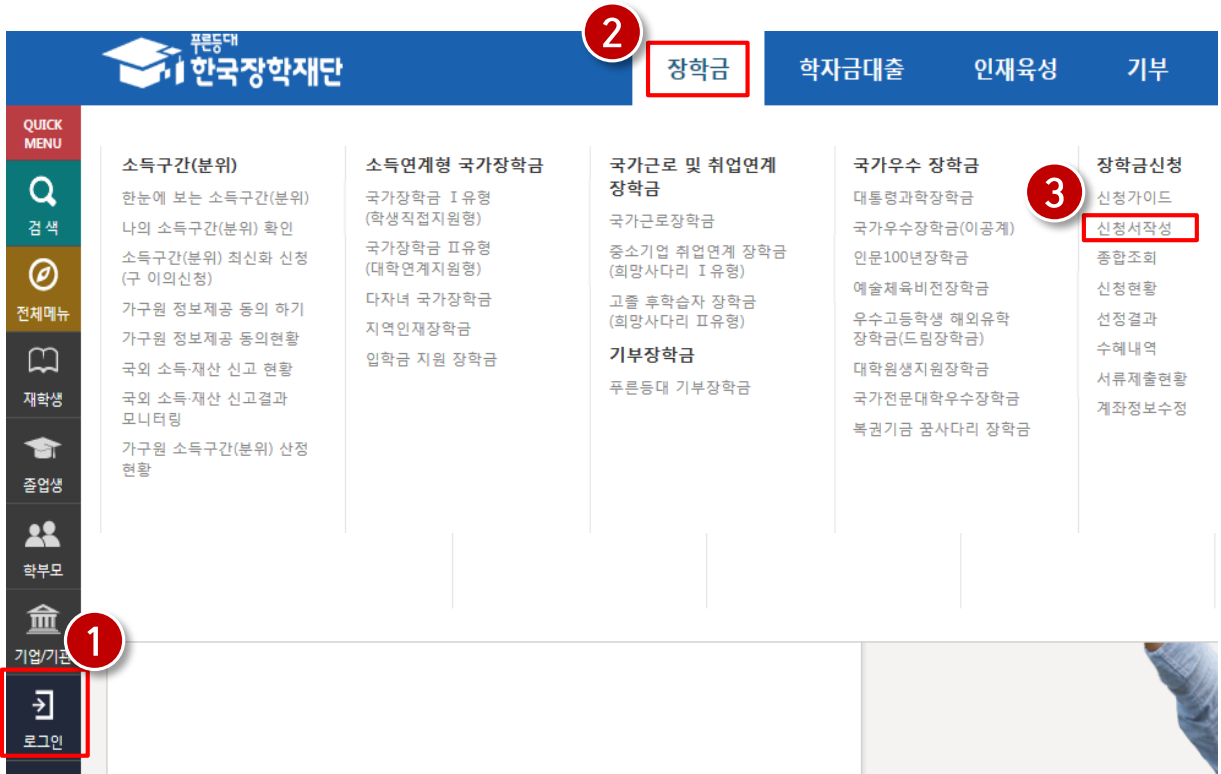 푸른등대
한국장학재단
2
장학금
학자금대출
인재육성
기부
QUICK
MENU
검색
전체메뉴
재학생
졸업생
학부모
기업/기관
1
로그인
소득구간(분위)
한눈에 보는 소득구간(분위)
나의 소득구간(분위) 확인
소득구간(분위) 최신화 신청
(구 이의신청)
가구원 정보제공 동의 하기
가구원 정보제공 동의현황
국외 소득·재산 신고 현황
국외 소득·재산 신고결과
모니터링
가구원 소득구간(분위) 산정
현황
소득연계형 국가장학금
국가장학금 Ⅰ유형
(학생직접지원형)
국가장학금 Ⅱ유형
(대학연계지원형)
다자녀 국가장학금
지역인재장학금
입학금 지원 장학금
국가근로 및 취업연계
장학금
국가근로장학금
중소기업 취업연계 장학금
(희망사다리 Ⅰ유형)
고졸 후학습자 장학금
(희망사다리 Ⅱ유형)
기부장학금
푸른등대 기부장학금
국가우수 장학금
대통령과학장학금
국가우수장학금(이공계)
인문100년장학금
예술체육비전장학금
우수고등학생 해외유학
장학금(드림장학금)
대학원생지원장학금
국가전문대학우수장학금
복권기금 꿈사다리 장학금
장학금신청
3
신청가이드
신청서작성
종합조회
신청현황
선정결과
수혜내역
서류제출현황
계좌정보수정